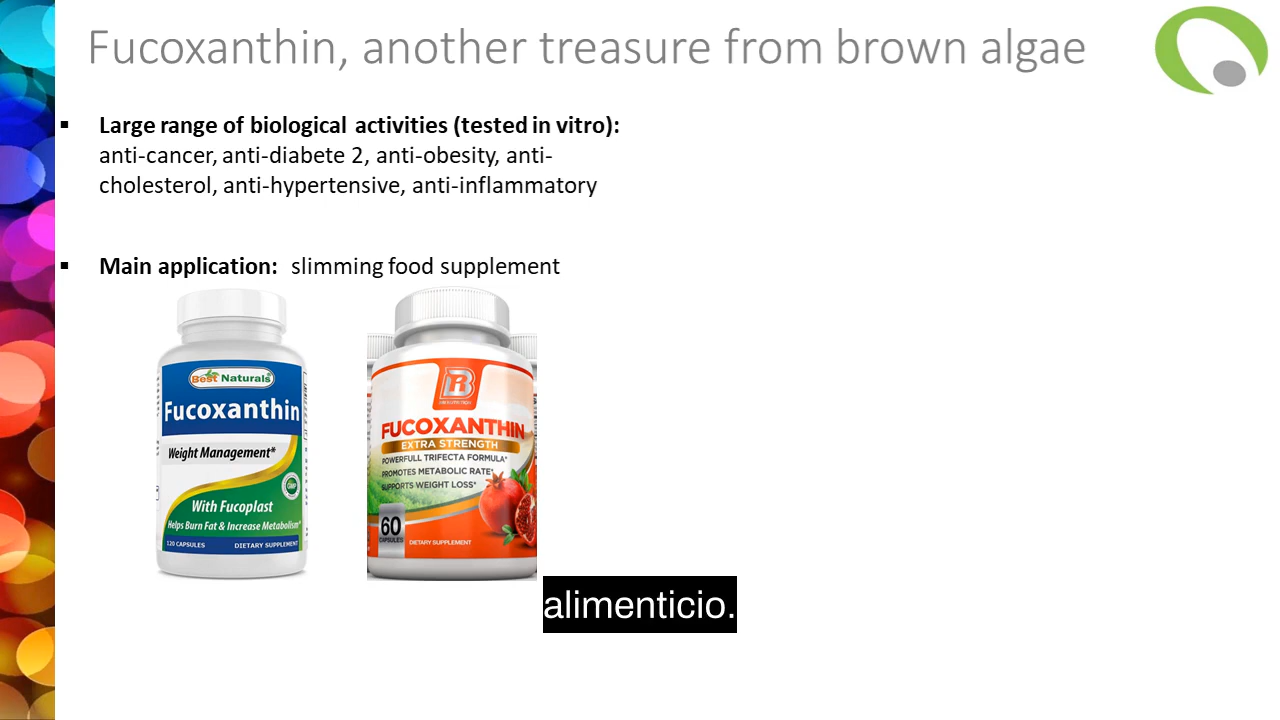 Fucoxanthin, another treasure from brown algae
▪ Large range of biological activities (tested in vitro):
anti-cancer, anti-diabete 2, anti-obesity, anti-
cholesterol, anti-hypertensive, anti-inflammatory
▪ Main application: slimming food supplement
Best Naturals
Fucoxanthin
Weight Management*
With Fucoplast
Helps Burn Fat & Increase Metabolism*
120 CAPSULES DIETARY SUPPLEMENT
FUCOXANTHIN
EXTRA STRENGTH
POWERFULL TRIFECTA FORMULA*
PROMOTES METABOLIC RATE*
SUPPORTS WEIGHT LOSS*
60
CAPSULES
DIETARY SUPPLEMENT
alimenticio.